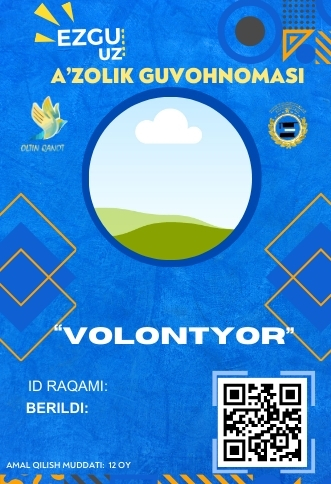 EZGU
UZ
A'ZOLIK GUVOHNOMASI
OLTIN QANOT
"VOLONTYOR"
ID RAQAMI:
BERILDI:
AMAL QILISH MUDDATI: 12 OY